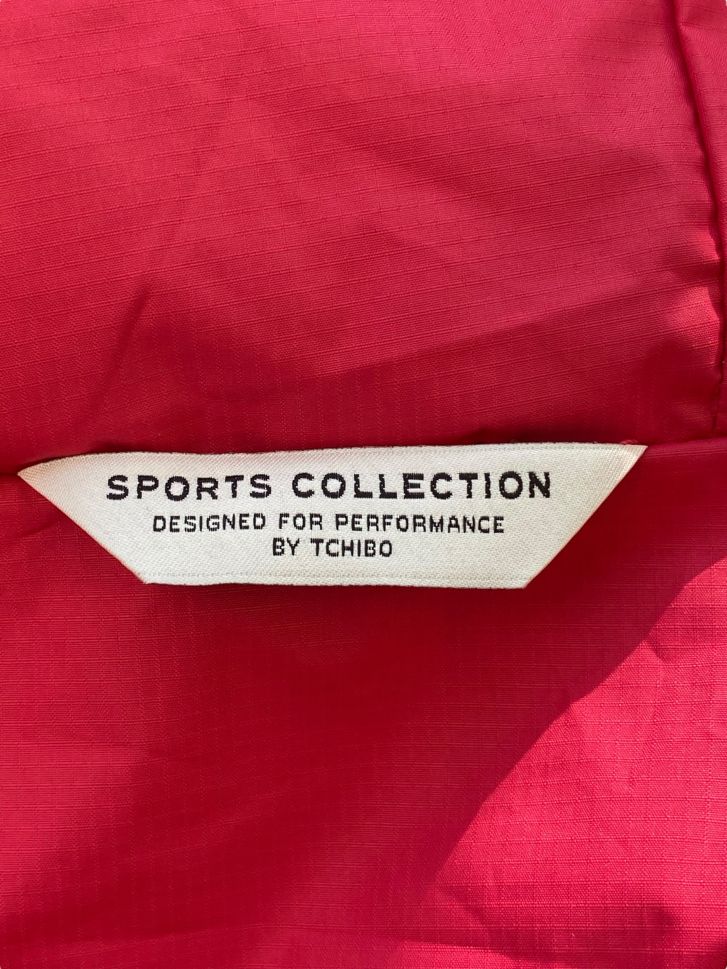 SPORTS COLLECTION
DESIGNED FOR PERFORMANCE
BY TCHIBO